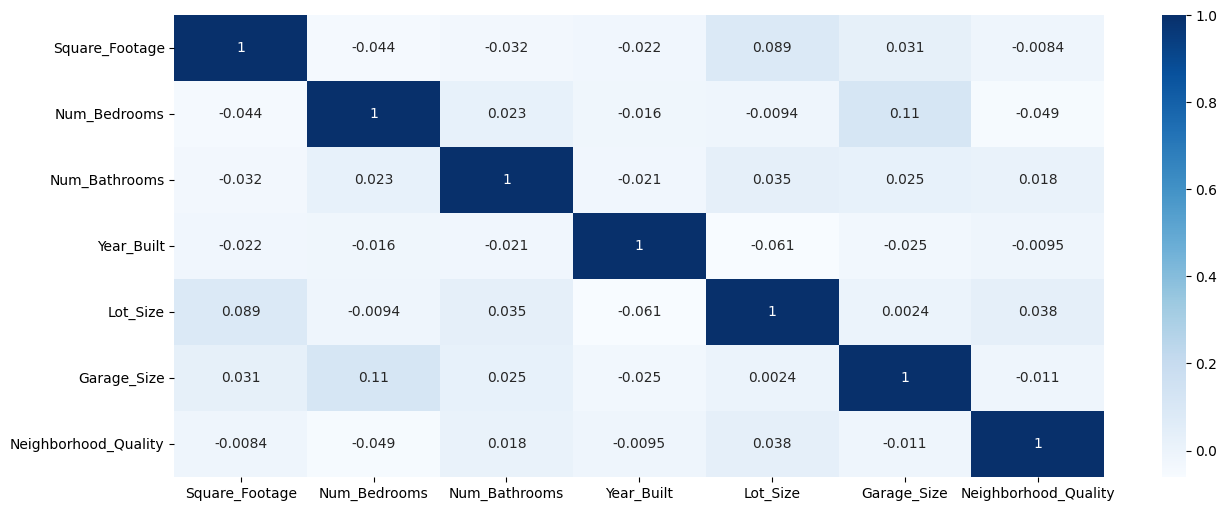 1.0
Square_Footage 1 -0.044 -0.032 -0.022 0.089 0.031 -0.0084
0.8
Num_Bedrooms -0.044 1 0.023 -0.016 -0.0094 0.11 -0.049
Num_Bathrooms -0.032 0.023 1 -0.021 0.035 0.025 0.018
0.6
Year_Built -0.022 -0.016 -0.021 1 -0.061 -0.025 -0.0095
0.4
Lot_Size 0.089 -0.0094 0.035 -0.061 1 0.0024 0.038
0.2
Garage_Size 0.031 0.11 0.025 -0.025 0.0024 1 -0.011
Neighborhood_Quality -0.0084 -0.049 0.018 -0.0095 0.038 -0.011 1
0.0
Square_Footage Num_Bedrooms Num_Bathrooms Year_Built Lot_Size Garage_Size Neighborhood_Quality